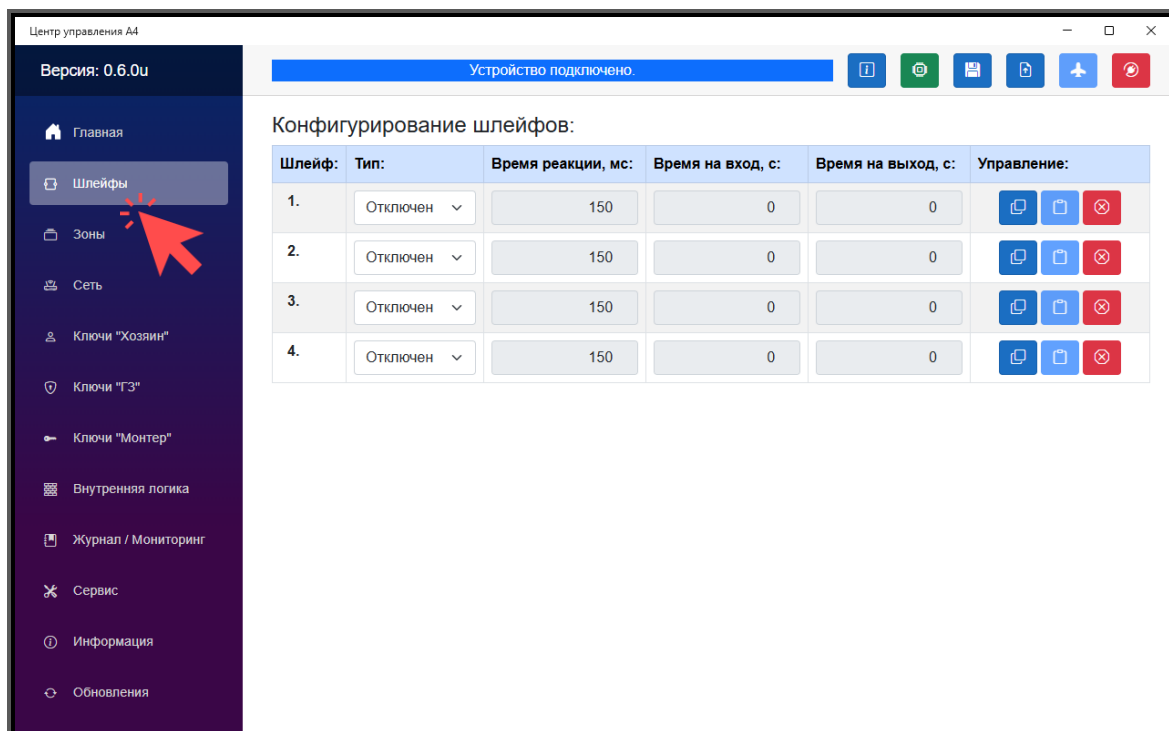 Центр управления A4
Версия: 0.6.0u
Устройство подключено.
Главная
Шлейфы
Зоны
Сеть
Ключи "Хозяин"
Ключи "ГЗ"
Ключи "Монтер"
Внутренняя логика
Журнал / Мониторинг
Сервис
Информация
Обновления
Конфигурирование шлейфов:
Шлейф: Тип: Время реакции, мс: Время на вход, с: Время на выход, с: Управление:
1. Отключен 150 0 0
2. Отключен 150 0 0
3. Отключен 150 0 0
4. Отключен 150 0 0